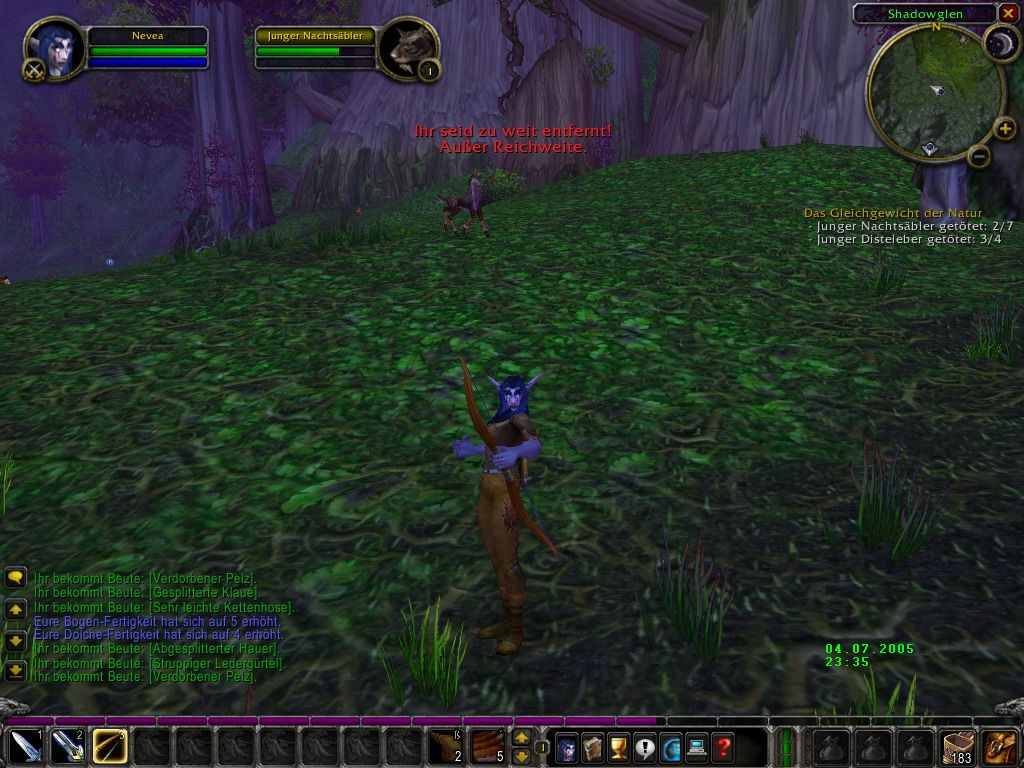 Nevea
Junger Nachtsäbler
1
Shadowglen
N
Ihr seid zu weit entfernt!
Außer Reichweite.
Das Gleichgewicht der Natur
- Junger Nachtsäbler getötet: 2/7
- Junger Disteleber getötet: 3/4
Ihr bekommt Beute: [Verdorbener Pelz].
Ihr bekommt Beute: [Gesplitterte Klaue].
Ihr bekommt Beute: [Sehr leichte Kettenhose].
Eure Bogen-Fertigkeit hat sich auf 5 erhöht.
Eure Dolche-Fertigkeit hat sich auf 4 erhöht.
Ihr bekommt Beute: [Abgesplitterter Hauer].
Ihr bekommt Beute: [Struppiger Ledergürtel].
Ihr bekommt Beute: [Verdorbener Pelz].
04.07.2005
23:35
1 2 3 ß 2 5 1 183